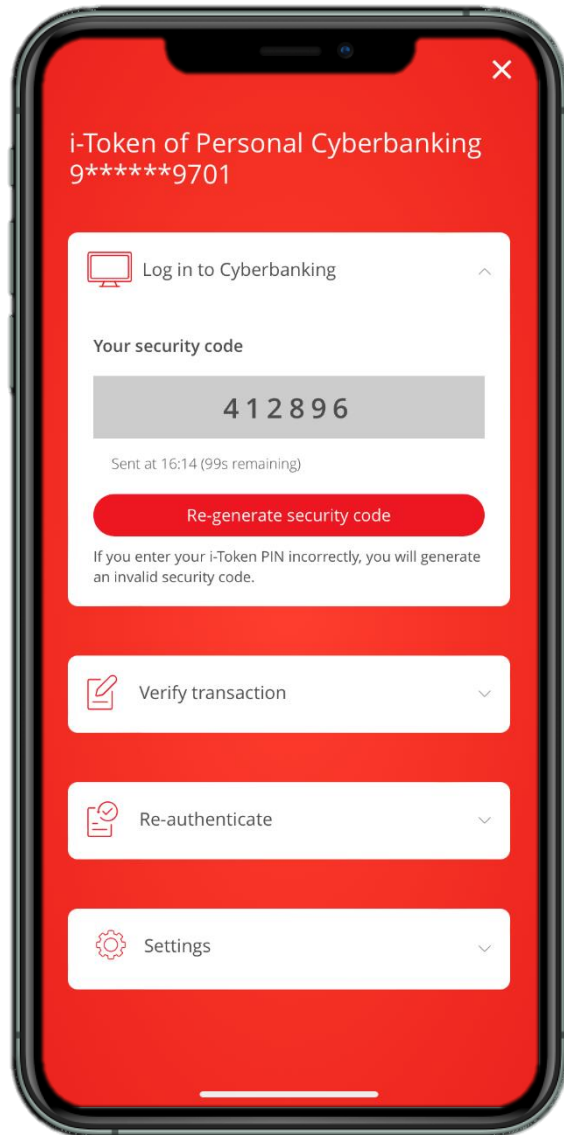 i-Token of Personal Cyberbanking
9******9701
Log in to Cyberbanking
Your security code
412896
Sent at 16:14 (99s remaining)
Re-generate security code
If you enter your i-Token PIN incorrectly, you will generate
an invalid security code.
Verify transaction
Re-authenticate
Settings